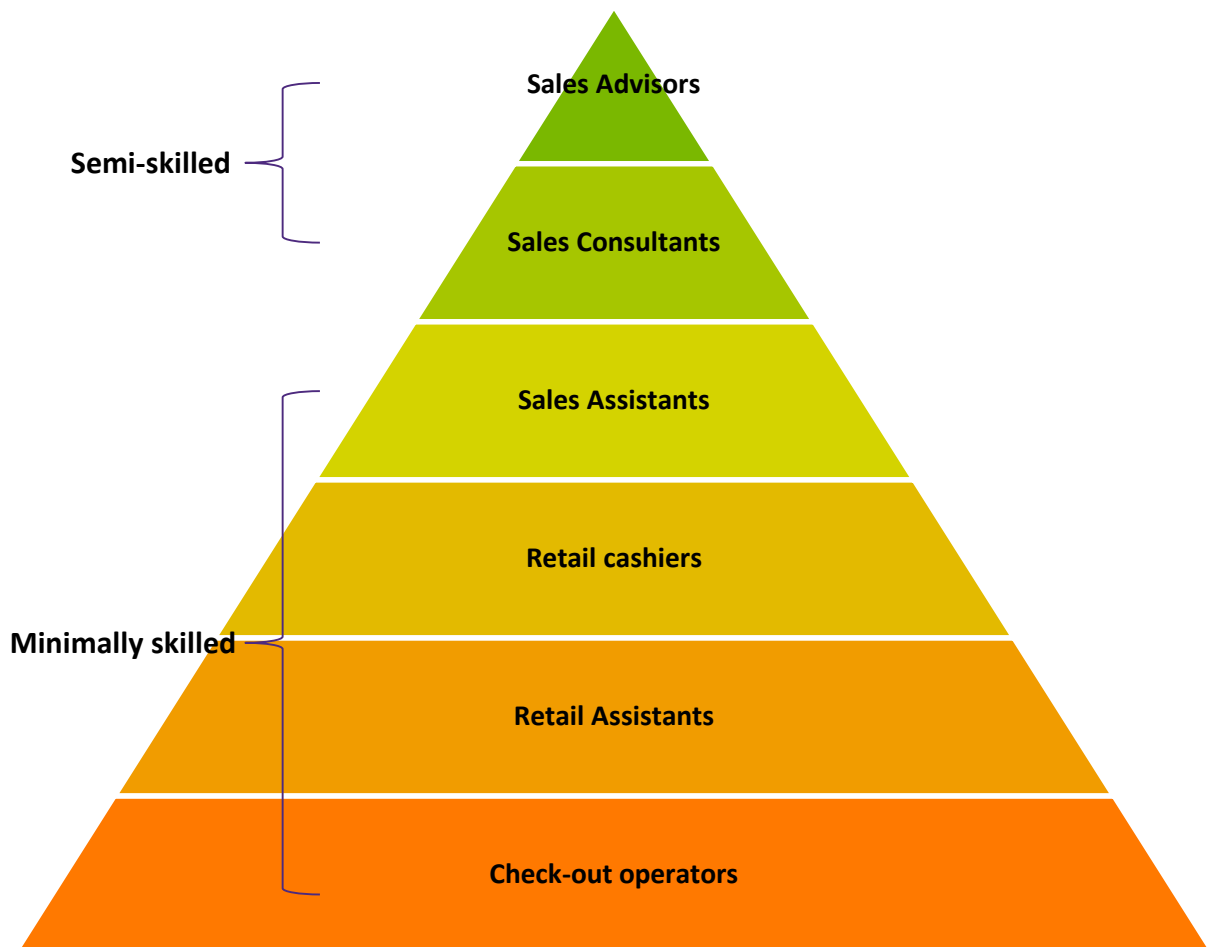 Sales Advisors
Semi-skilled
Sales Consultants
Sales Assistants
Retail cashiers
Minimally skilled
Retail Assistants
Check-out operators